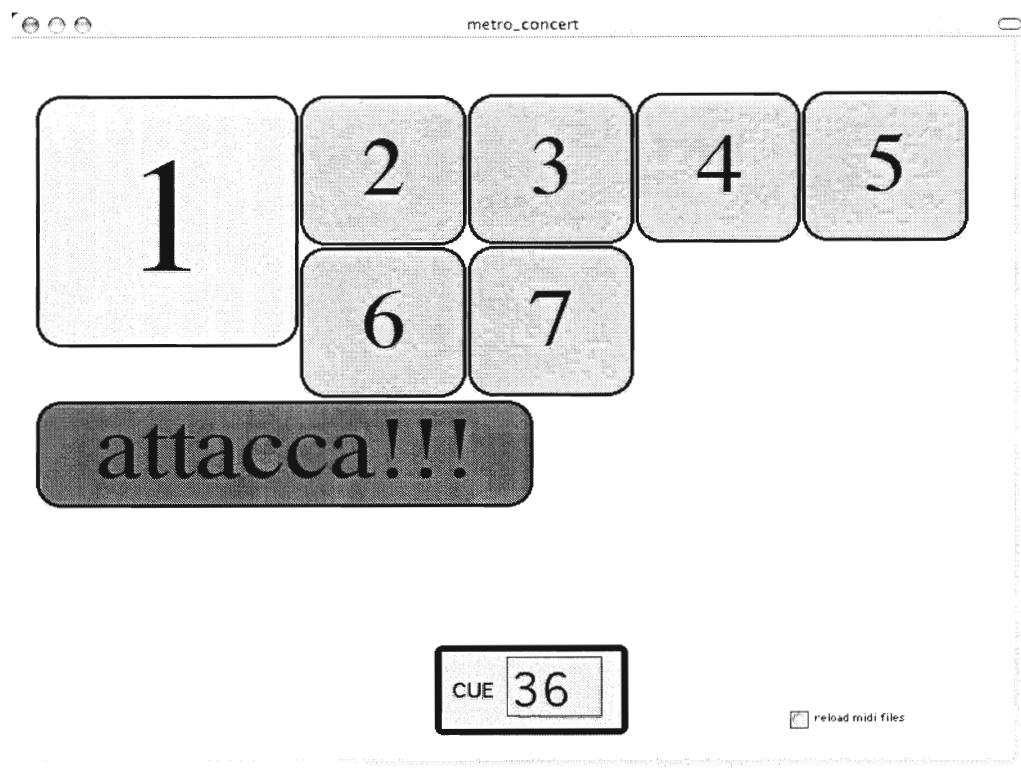 metro_concert
1 2 3 4 5
6 7
attacca!!!
CUE 36
reload midi files